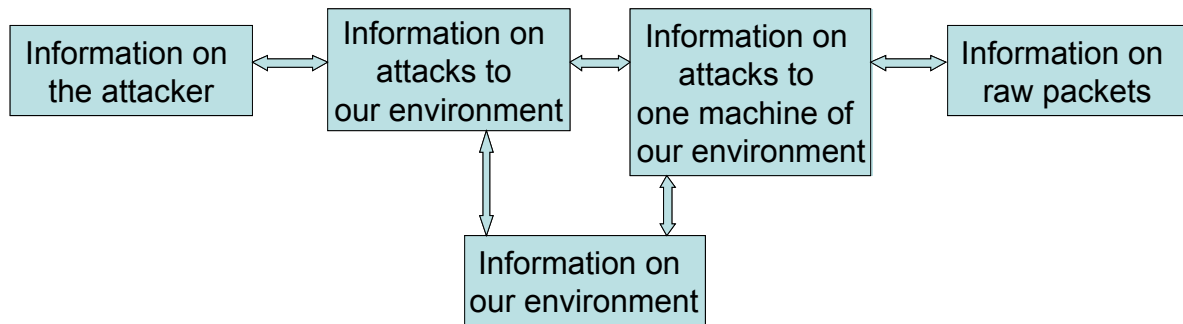 Information on
the attacker
Information on
attacks to
our environment
Information on
attacks to
one machine of
our environment
Information on
raw packets
Information on
our environment